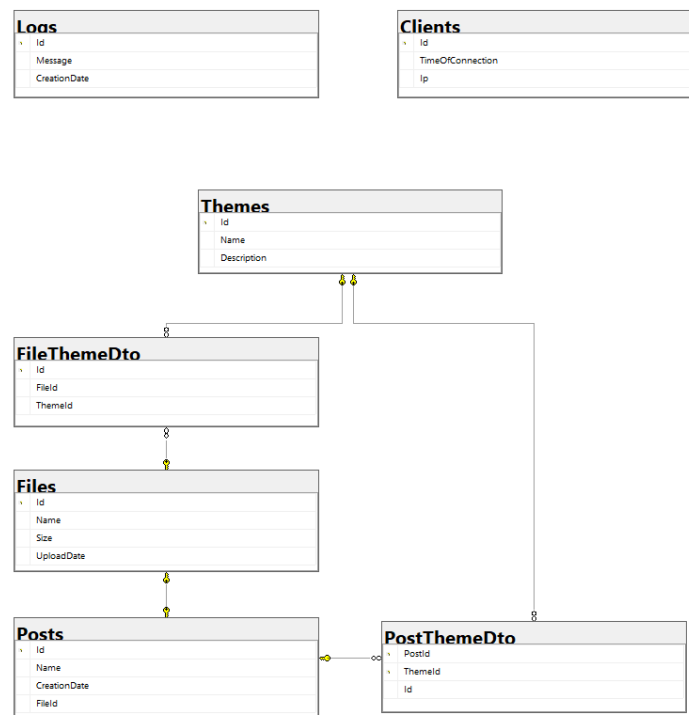 Logs
Id
Message
CreationDate
Clients
Id
TimeOfConnection
Ip
Themes
Id
Name
Description
FileThemeDto
Id
FileId
ThemeId
Files
Id
Name
Size
UploadDate
Posts
Id
Name
CreationDate
FileId
PostThemeDto
PostId
ThemeId
Id